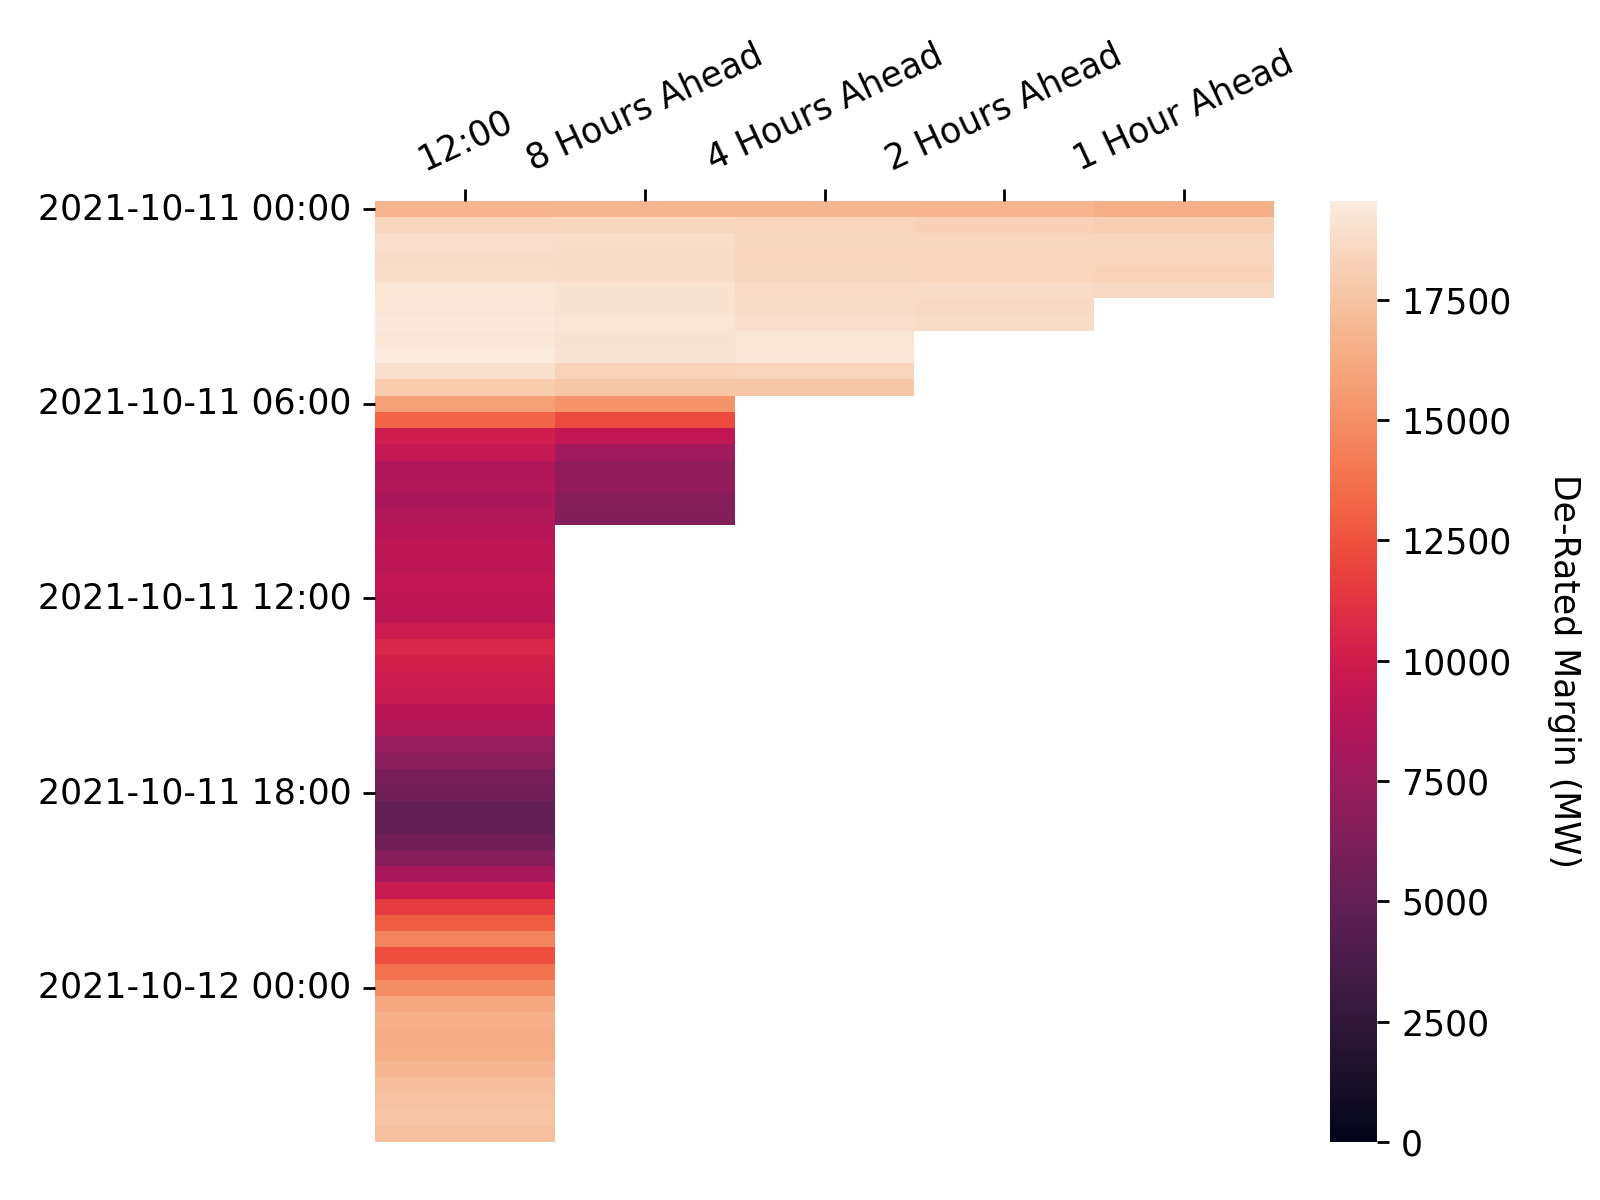 12:00
8 Hours Ahead
4 Hours Ahead
2 Hours Ahead
1 Hour Ahead
2021-10-11 00:00
2021-10-11 06:00
2021-10-11 12:00
2021-10-11 18:00
2021-10-12 00:00
17500
15000
12500
10000
7500
5000
2500
0
De-Rated Margin (MW)